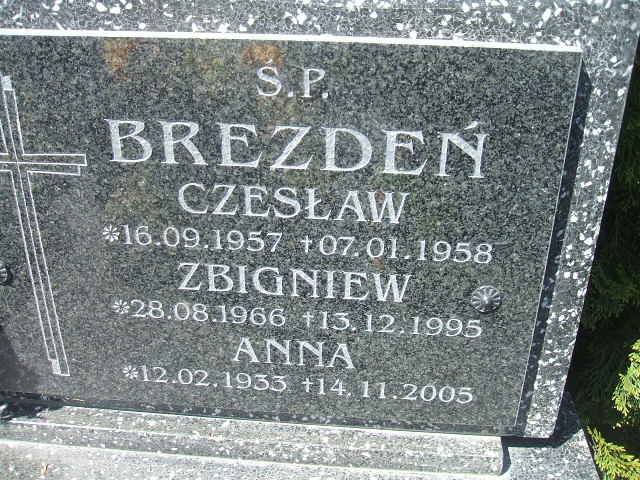 Ś.P.
BREZDEŃ
CZESŁAW
*16.09.1957 †07.01.1958
ZBIGNIEW
*28.08.1966 †13.12.1995
ANNA
*12.02.1933 †14.11.2005